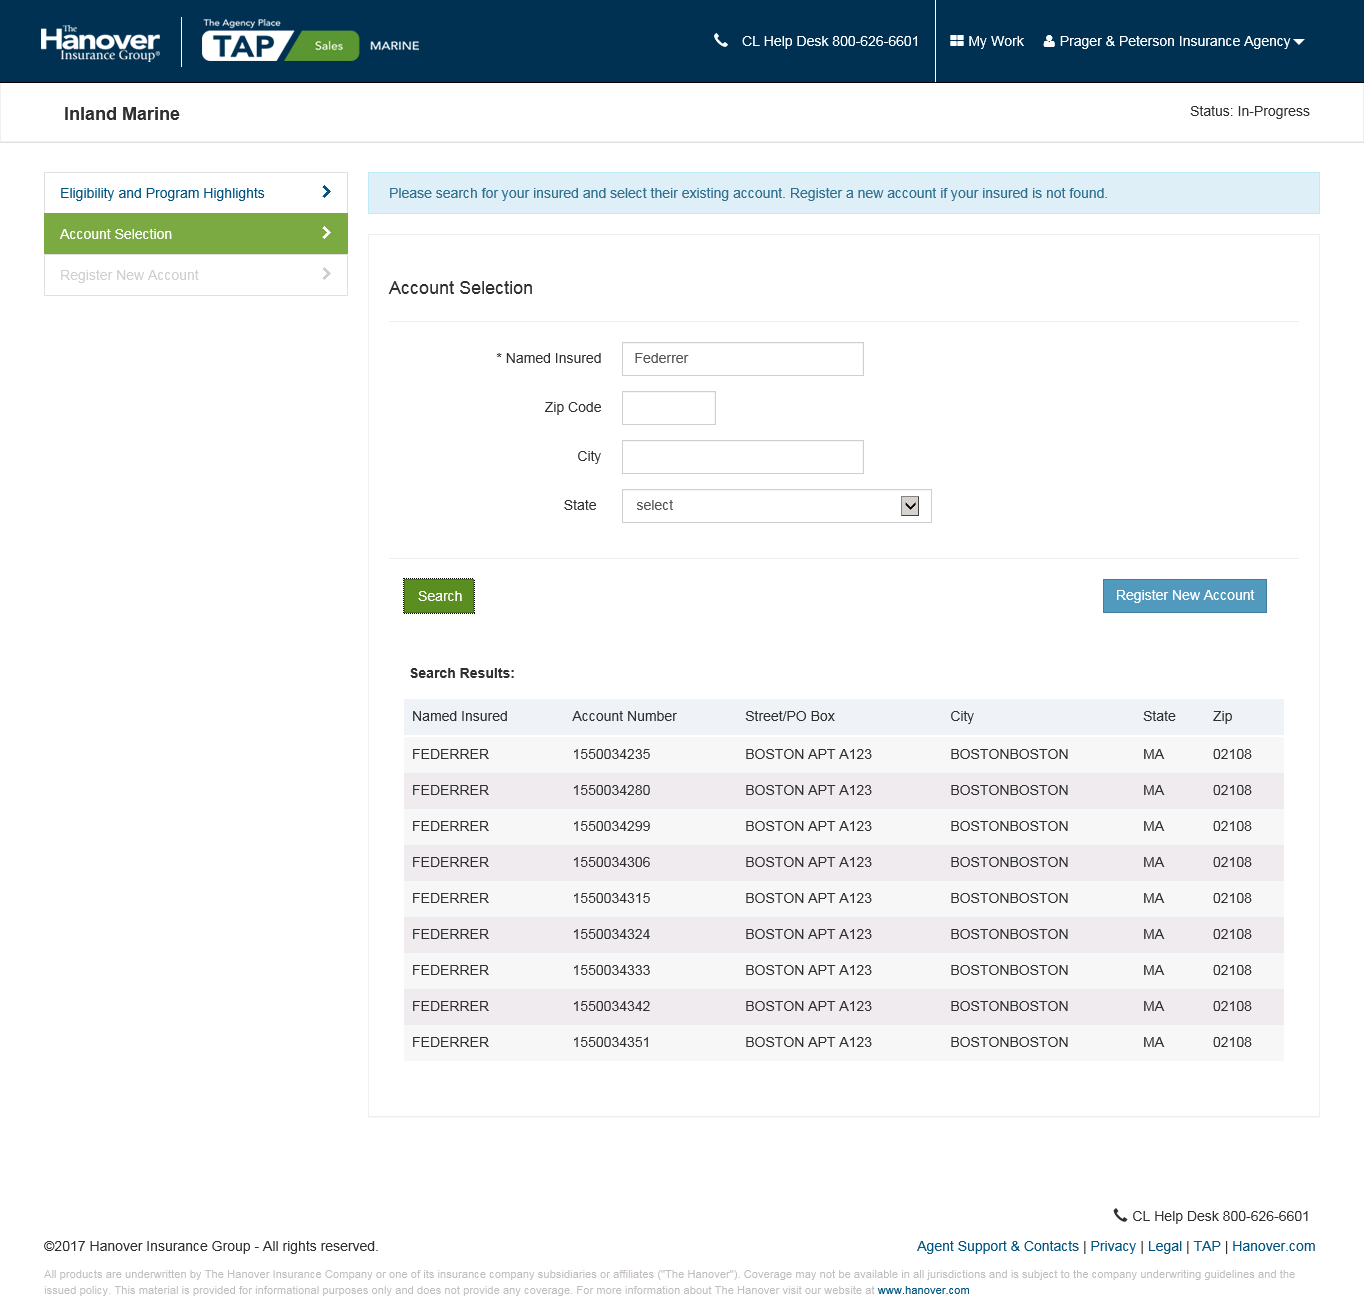 The Hanover Insurance Group®
The Agency Place
TAP Sales MARINE
CL Help Desk 800-626-6601
My Work
Prager & Peterson Insurance Agency
Inland Marine
Status: In-Progress
Eligibility and Program Highlights
Account Selection
Register New Account
Please search for your insured and select their existing account. Register a new account if your insured is not found.
Account Selection
* Named Insured Federrer
Zip Code
City
State select
Search
Register New Account
Search Results:
Named Insured Account Number Street/PO Box City State Zip
FEDERRER 1550034235 BOSTON APT A123 BOSTONBOSTON MA 02108
FEDERRER 1550034280 BOSTON APT A123 BOSTONBOSTON MA 02108
FEDERRER 1550034299 BOSTON APT A123 BOSTONBOSTON MA 02108
FEDERRER 1550034306 BOSTON APT A123 BOSTONBOSTON MA 02108
FEDERRER 1550034315 BOSTON APT A123 BOSTONBOSTON MA 02108
FEDERRER 1550034324 BOSTON APT A123 BOSTONBOSTON MA 02108
FEDERRER 1550034333 BOSTON APT A123 BOSTONBOSTON MA 02108
FEDERRER 1550034342 BOSTON APT A123 BOSTONBOSTON MA 02108
FEDERRER 1550034351 BOSTON APT A123 BOSTONBOSTON MA 02108
CL Help Desk 800-626-6601
©2017 Hanover Insurance Group - All rights reserved.
Agent Support & Contacts | Privacy | Legal | TAP | Hanover.com
All products are underwritten by The Hanover Insurance Company or one of its insurance company subsidiaries or affiliates ("The Hanover"). Coverage may not be available in all jurisdictions and is subject to the company underwriting guidelines and the
issued policy. This material is provided for informational purposes only and does not provide any coverage. For more information about The Hanover visit our website at www.hanover.com